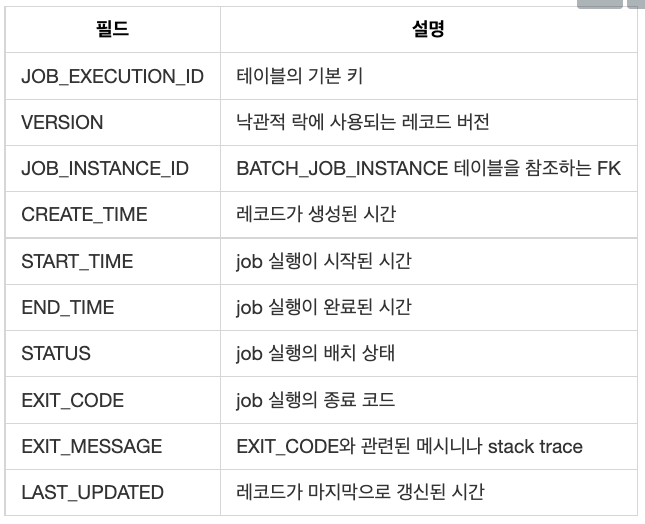 필드 설명
JOB_EXECUTION_ID 테이블의 기본 키
VERSION 낙관적 락에 사용되는 레코드 버전
JOB_INSTANCE_ID BATCH_JOB_INSTANCE 테이블을 참조하는 FK
CREATE_TIME 레코드가 생성된 시간
START_TIME job 실행이 시작된 시간
END_TIME job 실행이 완료된 시간
STATUS job 실행의 배치 상태
EXIT_CODE job 실행의 종료 코드
EXIT_MESSAGE EXIT_CODE와 관련된 메시니나 stack trace
LAST_UPDATED 레코드가 마지막으로 갱신된 시간